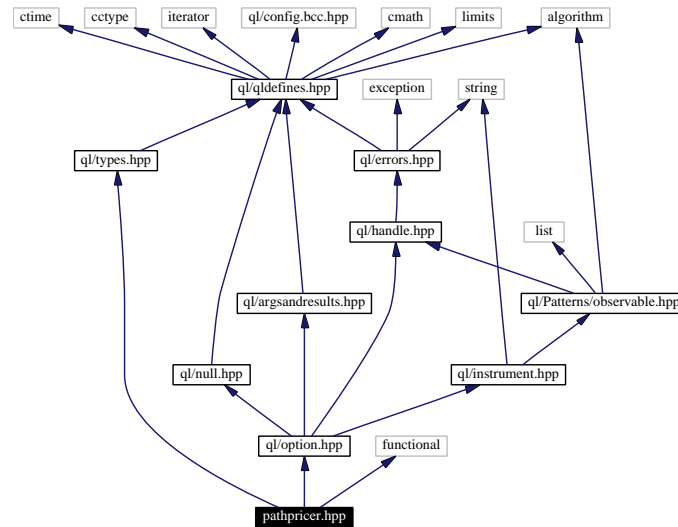 ctime
cctype
iterator
ql/config.bcc.hpp
cmath
limits
algorithm
ql/qldefines.hpp
exception
string
ql/types.hpp
ql/errors.hpp
ql/handle.hpp
list
ql/argsandresults.hpp
ql/Patterns/observable.hpp
ql/null.hpp
ql/instrument.hpp
ql/option.hpp
functional
pathpricer.hpp